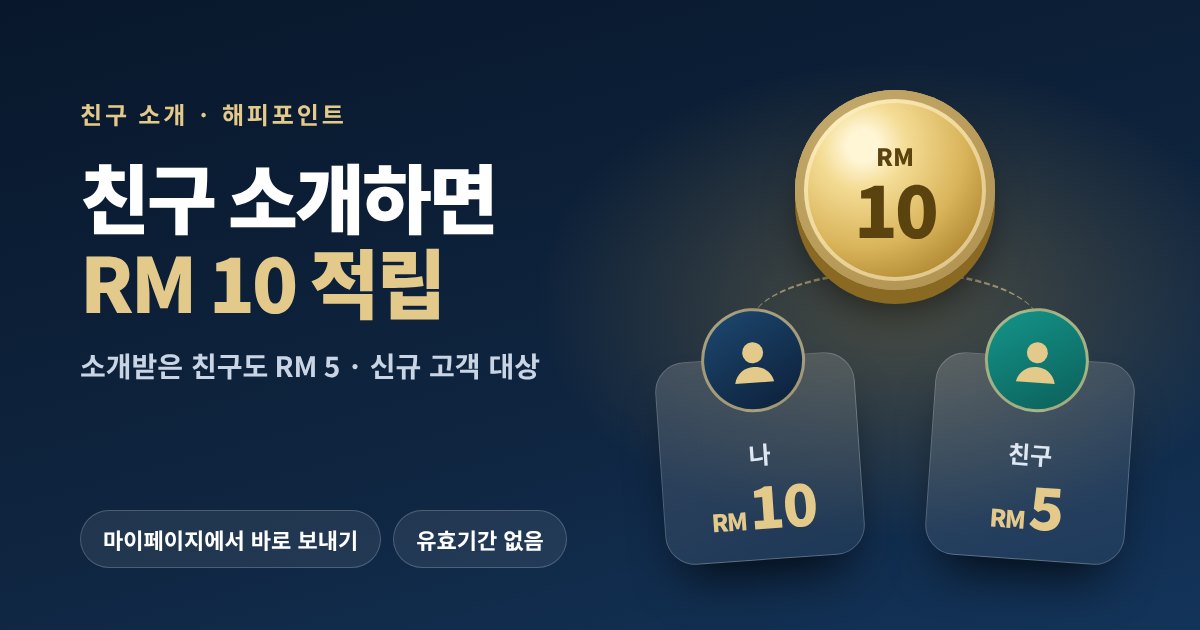 친구 소개 · 해피포인트
친구 소개하면
RM 10 적립
소개받은 친구도 RM 5 · 신규 고객 대상
마이페이지에서 바로 보내기
유효기간 없음
RM
10
나
RM 10
친구
RM 5